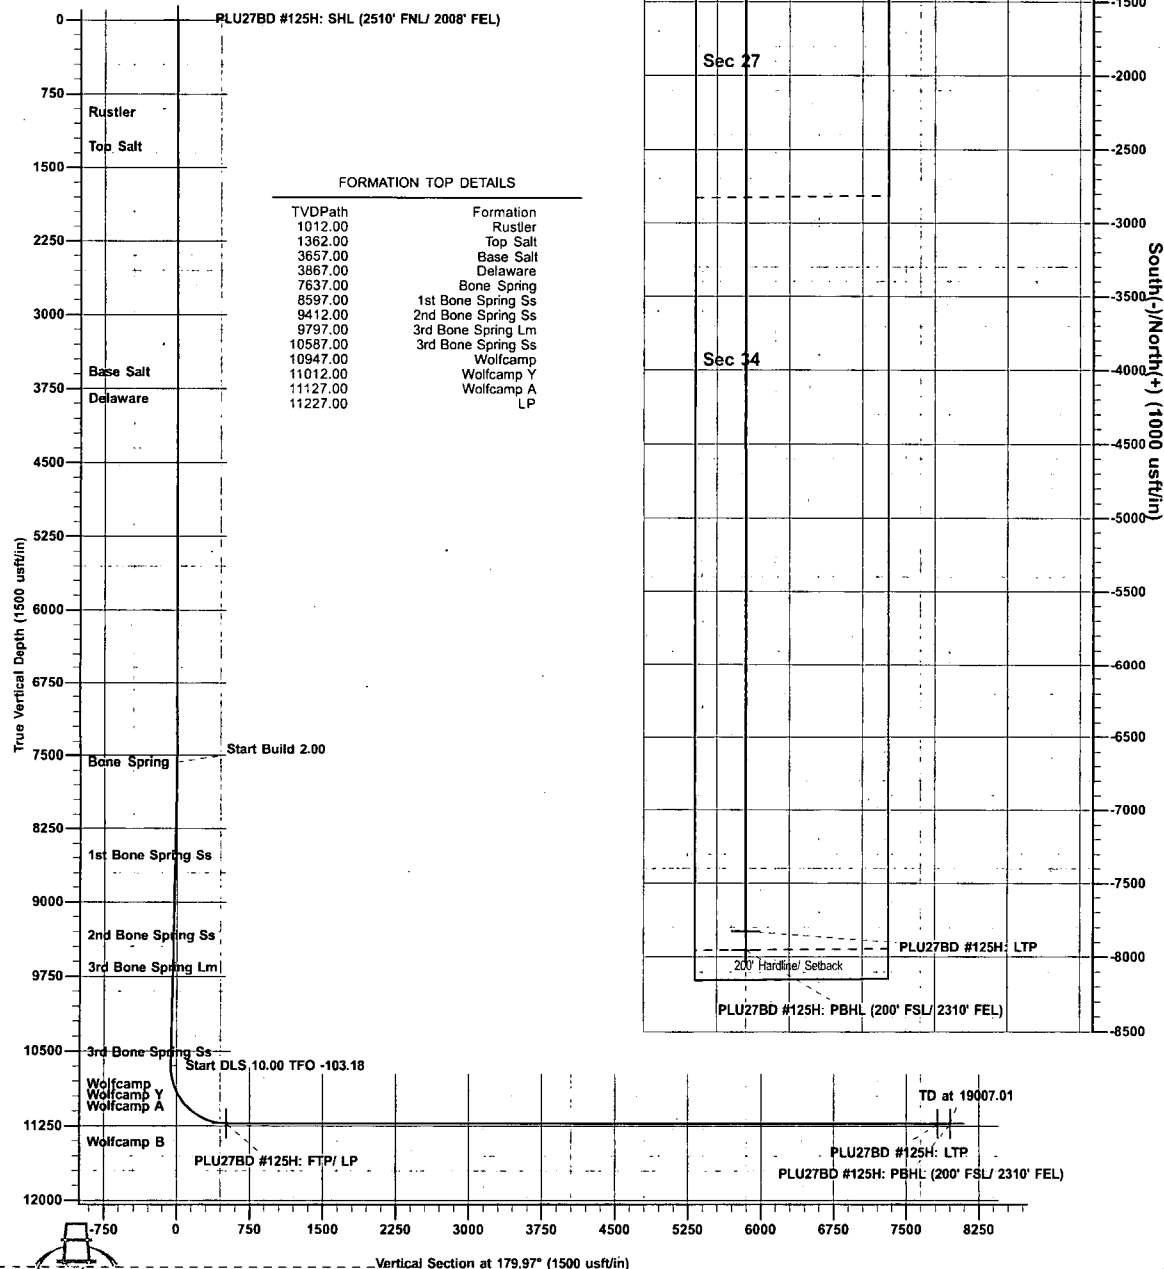 PLU27BD #125H: SHL (2510' FNL/ 2008' FEL)
0
750
1500
2250
3000
3750
4500
5250
6000
6750
7500
8250
9000
9750
10500
11250
12000
True Vertical Depth (1500 usft/in)
Rustler
Top Salt
Base Salt
Delaware
Bone Spring
Start Build 2.00
1st Bone Spring Ss
2nd Bone Spring Ss
3rd Bone Spring Lm
3rd Bone Spring Ss
Start DLS 10.00 TFO -103.18
Wolfcamp
Wolfcamp Y
Wolfcamp A
Wolfcamp B
PLU27BD #125H: FTP/ LP
TD at 19007.01
PLU27BD #125H: LTP
PLU27BD #125H: PBHL (200' FSL/ 2310' FEL)
-750 0 750 1500 2250 3000 3750 4500 5250 6000 6750 7500 8250
Vertical Section at 179.97° (1500 usft/in)
FORMATION TOP DETAILS
TVDPath Formation
1012.00 Rustler
1362.00 Top Salt
3657.00 Base Salt
3867.00 Delaware
7637.00 Bone Spring
8597.00 1st Bone Spring Ss
9412.00 2nd Bone Spring Ss
9797.00 3rd Bone Spring Lm
10587.00 3rd Bone Spring Ss
10947.00 Wolfcamp
11012.00 Wolfcamp Y
11127.00 Wolfcamp A
11227.00 LP
Sec 27
Sec 34
PLU27BD #125H: LTP
200' Hardline/ Setback
PLU27BD #125H: PBHL (200' FSL/ 2310' FEL)
-1500
-2000
-2500
-3000
-3500
-4000
-4500
-5000
-5500
-6000
-6500
-7000
-7500
-8000
-8500
South(-)/North(+) (1000 usft/in)